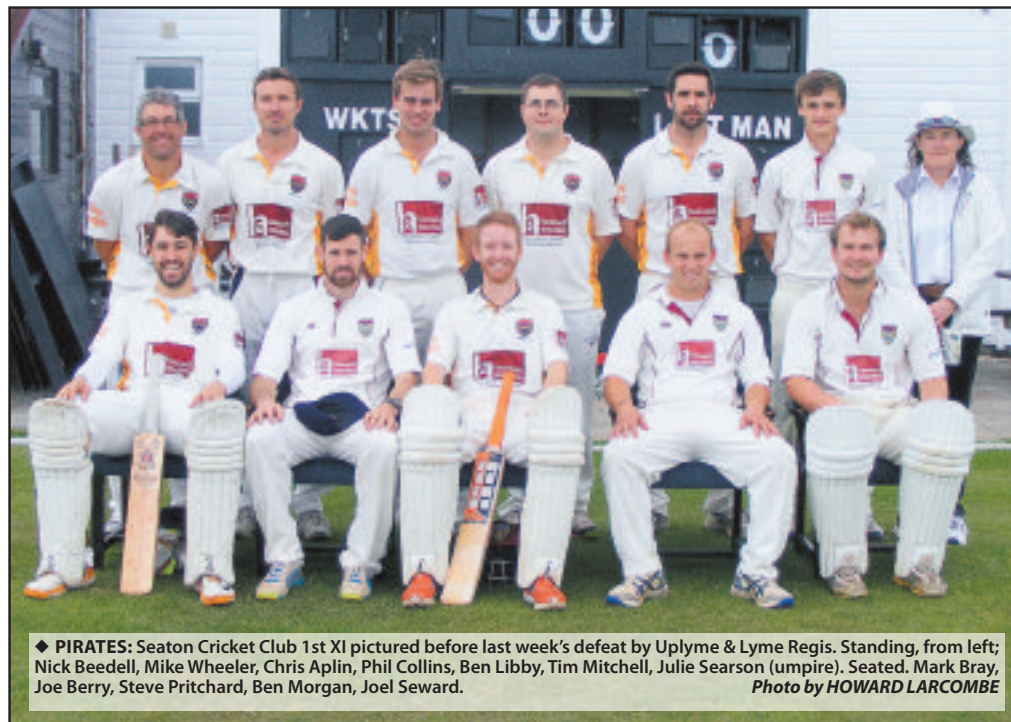 00
0
WKTS
L ST MAN
◆ PIRATES: Seaton Cricket Club 1st XI pictured before last week's defeat by Uplyme & Lyme Regis. Standing, from left;
Nick Beedell, Mike Wheeler, Chris Aplin, Phil Collins, Ben Libby, Tim Mitchell, Julie Searson (umpire). Seated. Mark Bray,
Joe Berry, Steve Pritchard, Ben Morgan, Joel Seward. Photo by HOWARD LARCOMBE